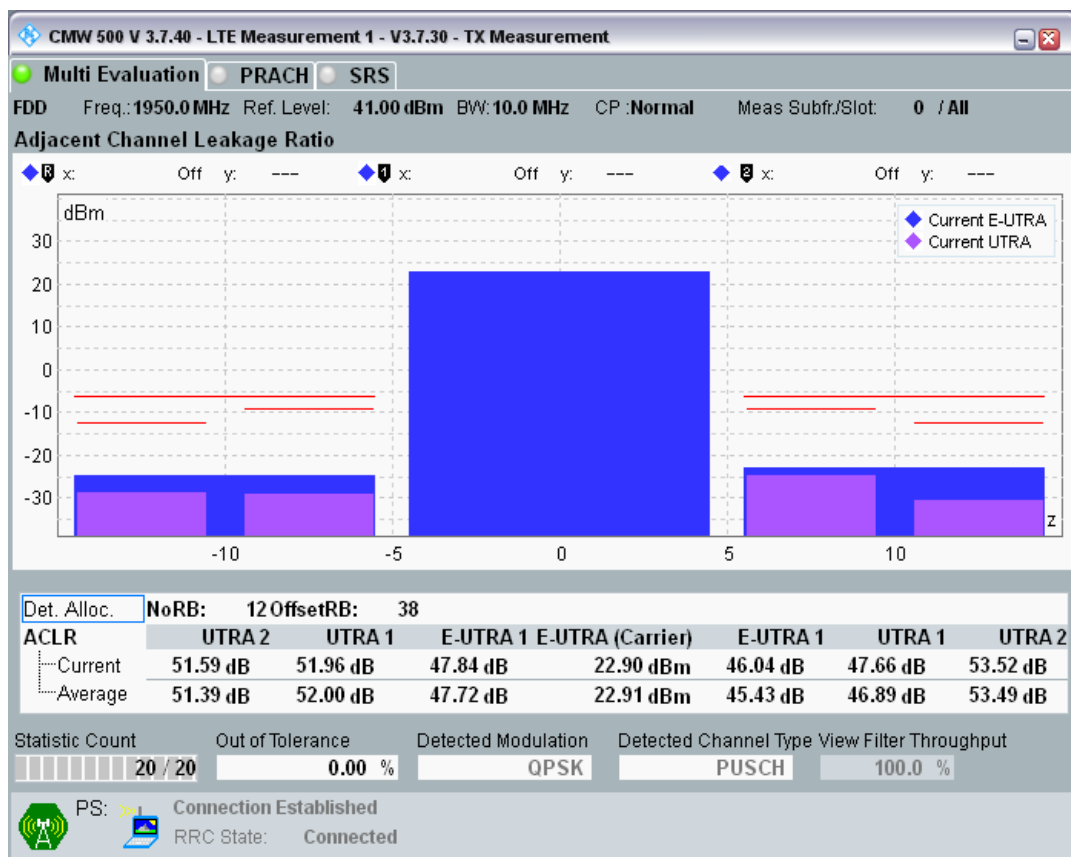 CMW 500 V 3.7.40 - LTE Measurement 1 - V3.7.30 - TX Measurement
Multi Evaluation PRACH SRS
FDD Freq.: 1950.0 MHz Ref. Level: 41.00 dBm BW: 10.0 MHz CP :Normal Meas Subfr./Slot: 0 / All
Adjacent Channel Leakage Ratio
R x: Off y: --- 1 x: Off y: --- 2 x: Off y: ---
dBm
Current E-UTRA
Current UTRA
30
20
10
0
-10
-20
-30
z
-10 -5 0 5 10
Det. Alloc. NoRB: 12 OffsetRB: 38
ACLR UTRA 2 UTRA 1 E-UTRA 1 E-UTRA (Carrier) E-UTRA 1 UTRA 1 UTRA 2
Current 51.59 dB 51.96 dB 47.84 dB 22.90 dBm 46.04 dB 47.66 dB 53.52 dB
Average 51.39 dB 52.00 dB 47.72 dB 22.91 dBm 45.43 dB 46.89 dB 53.49 dB
Statistic Count Out of Tolerance Detected Modulation Detected Channel Type View Filter Throughput
20 / 20 0.00 % QPSK PUSCH 100.0 %
PS: Connection Established
RRC State: Connected